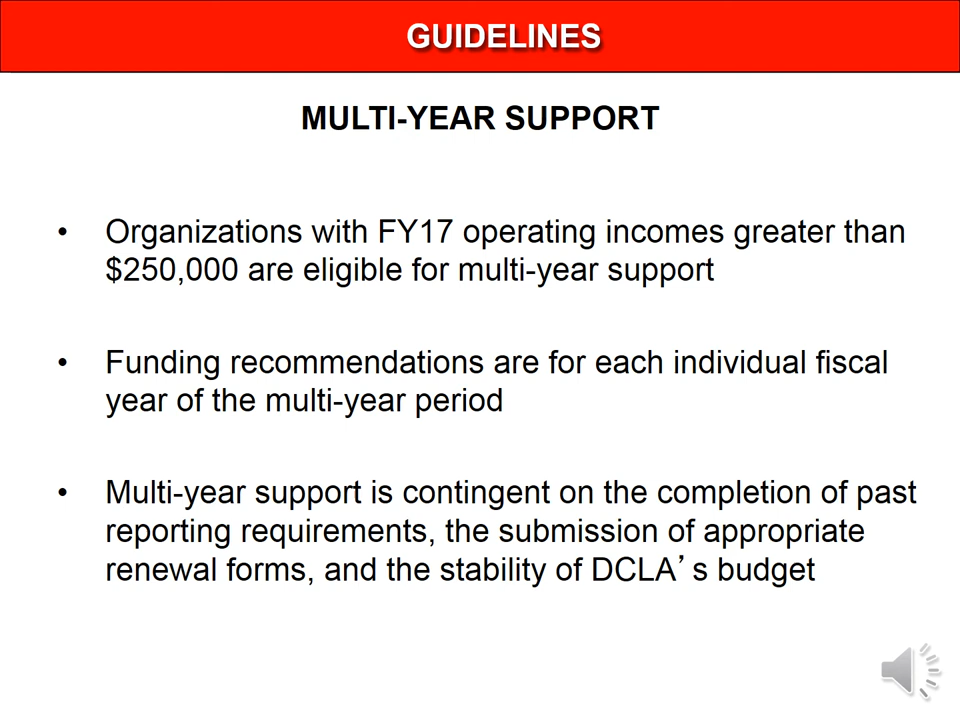 GUIDELINES
MULTI-YEAR SUPPORT
• Organizations with FY17 operating incomes greater than
$250,000 are eligible for multi-year support
• Funding recommendations are for each individual fiscal
year of the multi-year period
• Multi-year support is contingent on the completion of past
reporting requirements, the submission of appropriate
renewal forms, and the stability of DCLA’s budget